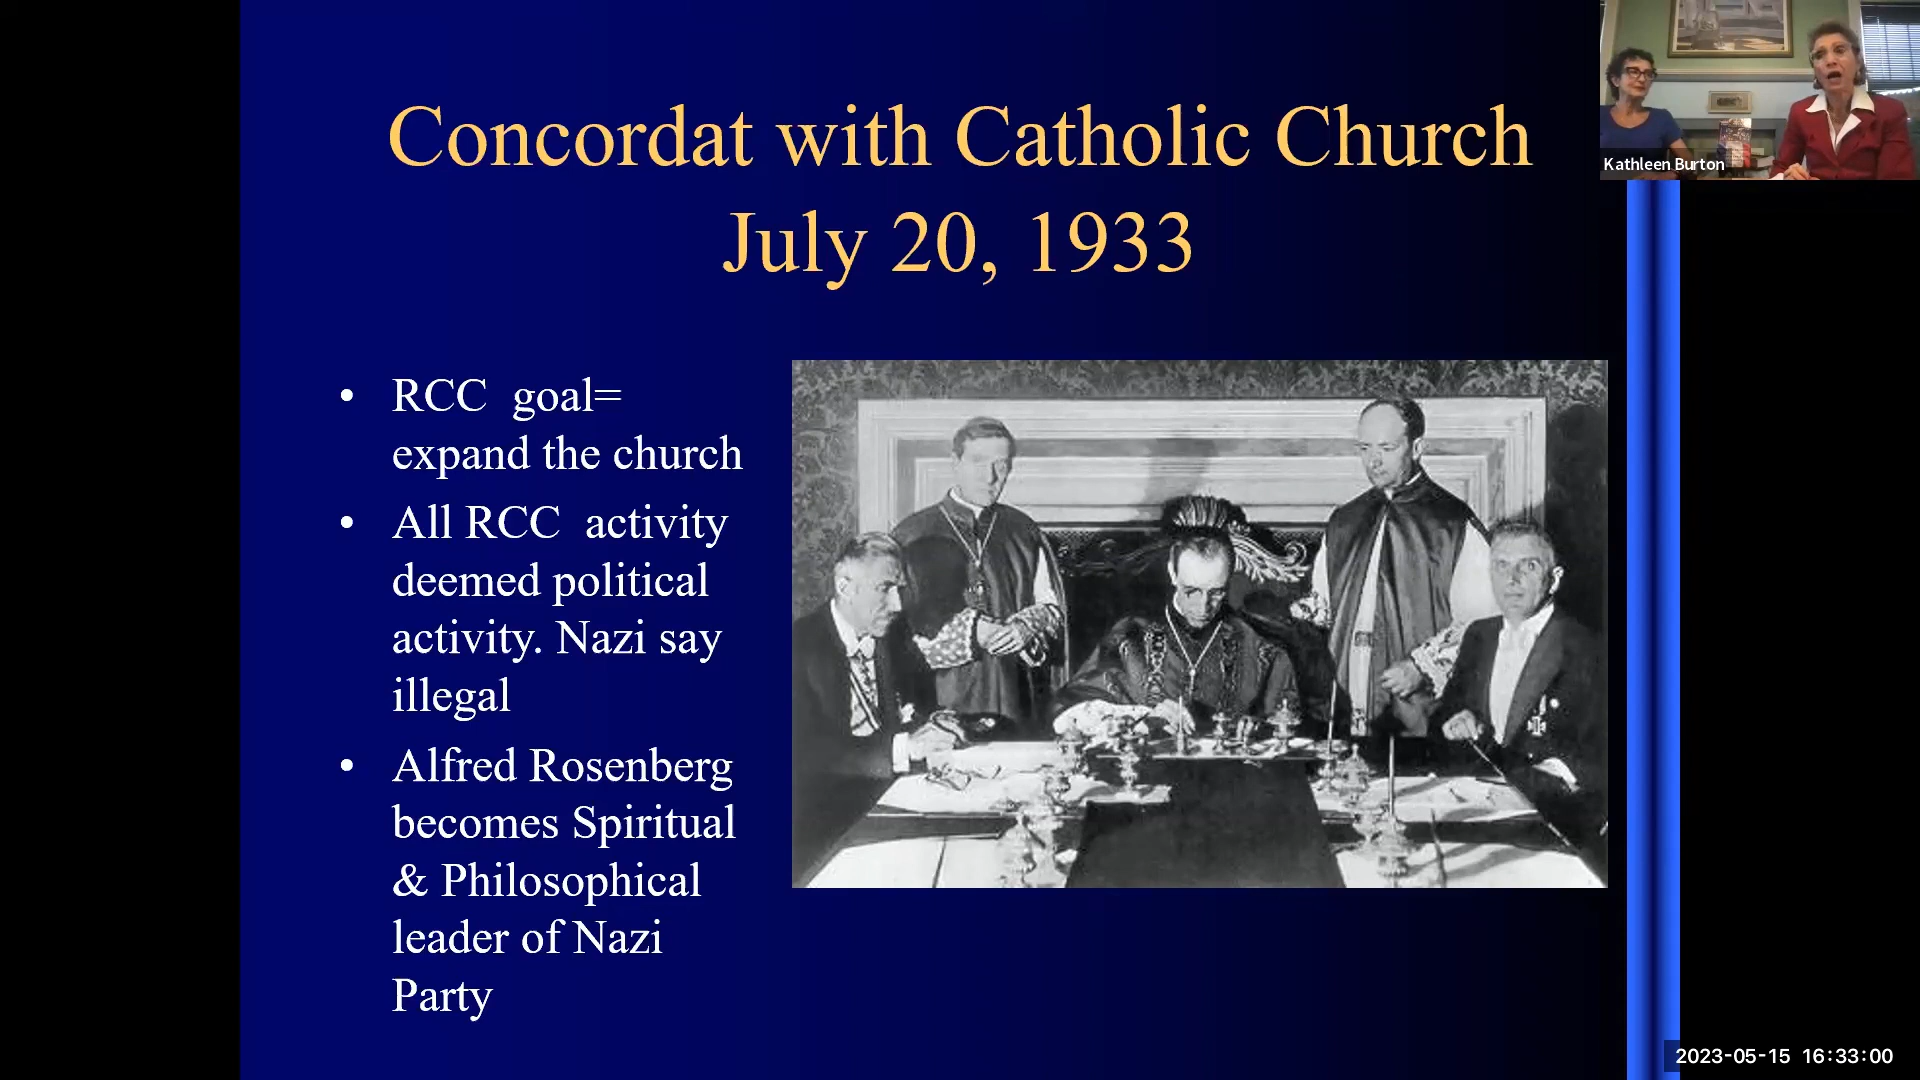 Concordat with Catholic Church
July 20, 1933
• RCC  goal=
expand the church
• All RCC  activity
deemed political
activity. Nazi say
illegal
• Alfred Rosenberg
becomes Spiritual
& Philosophical
leader of Nazi
Party
Kathleen Burton
2023-05-15 16:33:00